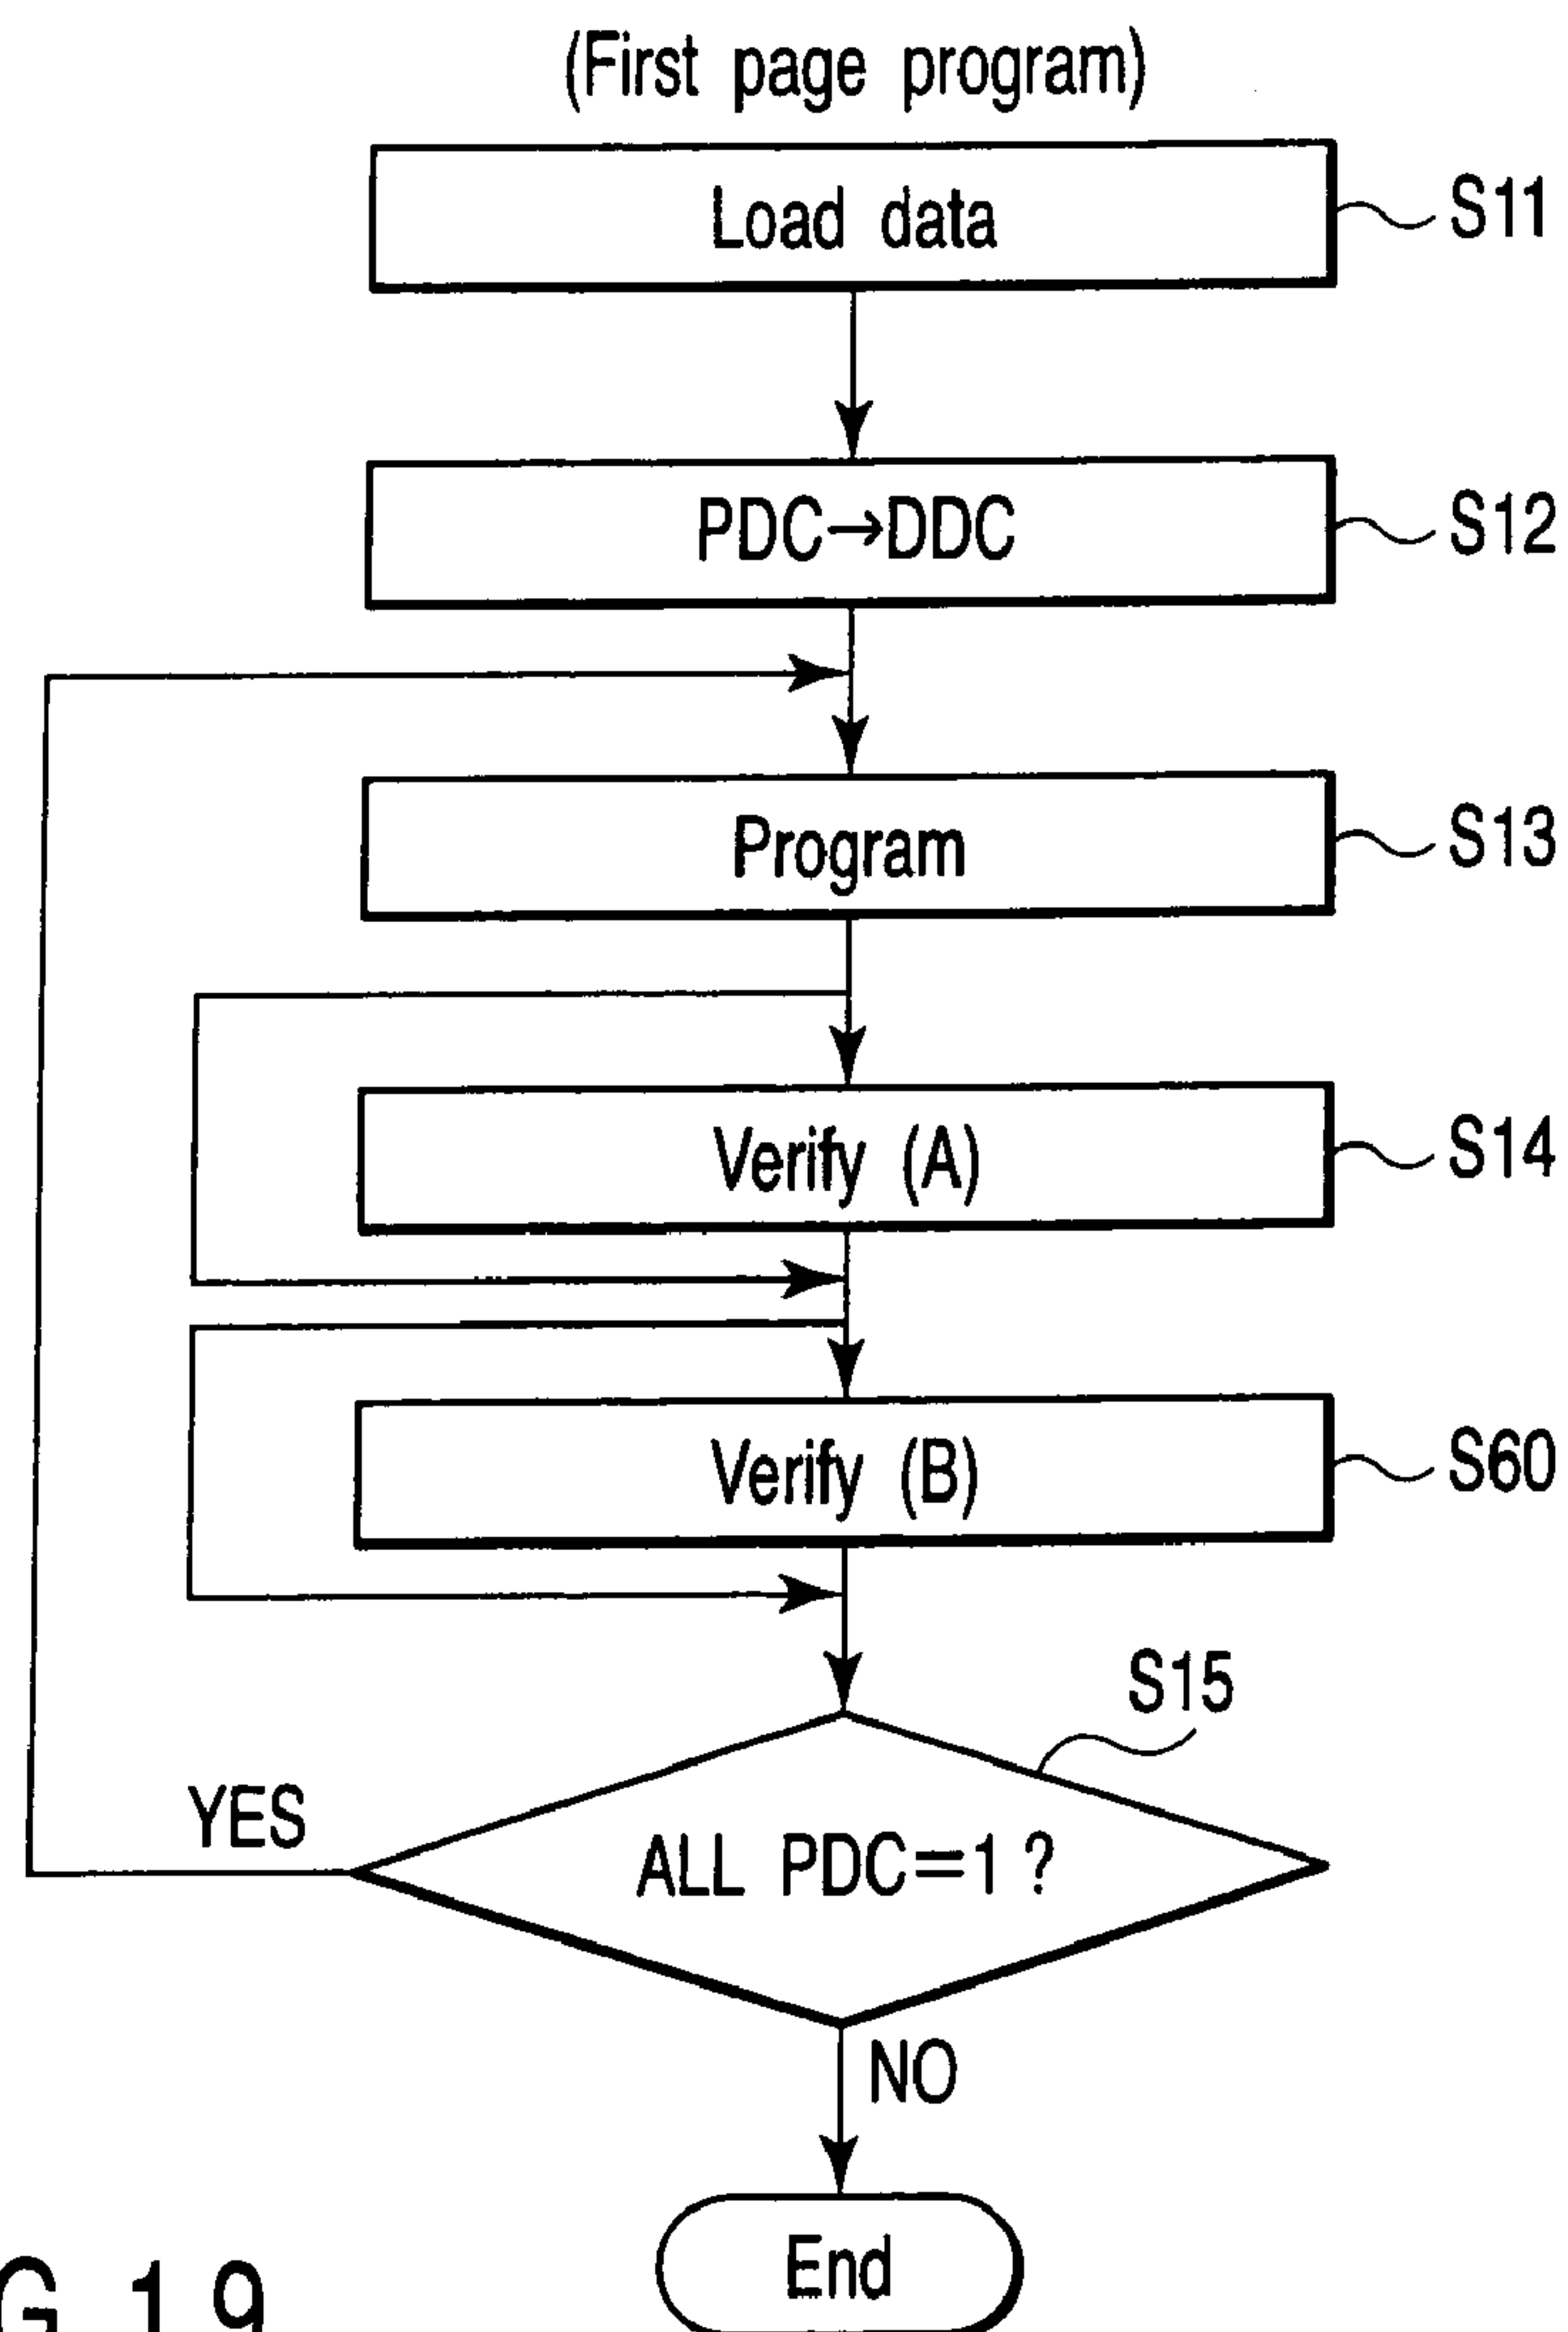 (First page program)
Load data
S11
PDC→DDC
S12
Program
S13
Verify (A)
S14
Verify (B)
S60
S15
YES
ALL PDC=1 ?
NO
End
G 19